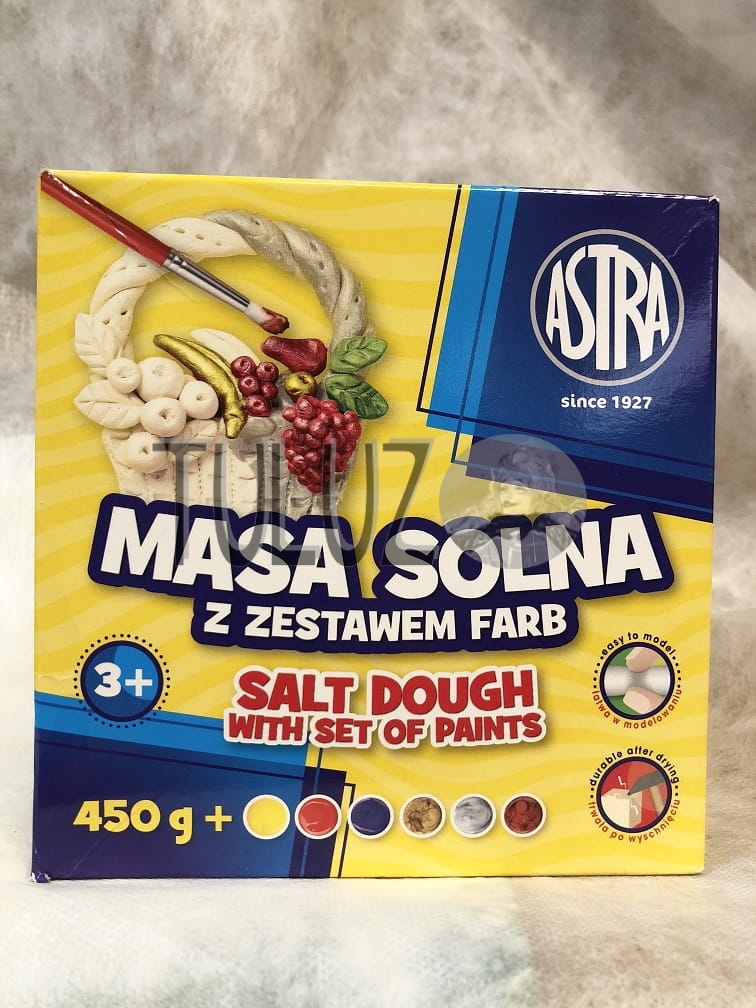 ASTRA
since 1927
TULUZ
MASA SOLNA
Z ZESTAWEM FARB
3+
SALT DOUGH
WITH SET OF PAINTS
easy to model
łatwa w modelowaniu
durable after drying
trwała po wyschnięciu
450 g +